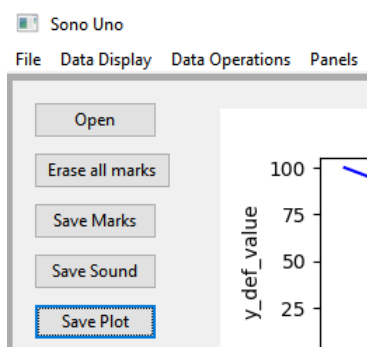 Sono Uno
File Data Display Data Operations Panels
Open
Erase all marks
Save Marks
Save Sound
Save Plot
100
75
50
25
y_def_value